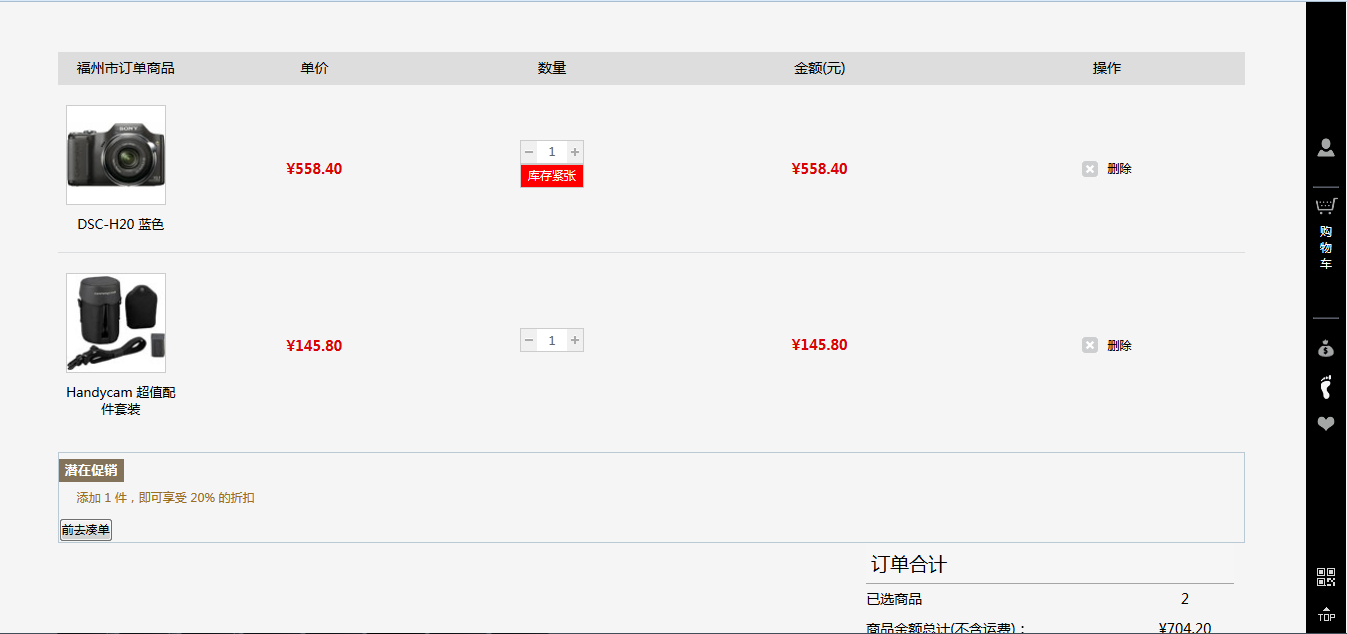 福州市订单商品 单价 数量 金额(元) 操作
SONY
¥558.40 1 ¥558.40 删除
库存紧张
DSC-H20 蓝色
¥145.80 1 ¥145.80 删除
Handycam 超值配
件套装
潜在促销
添加 1 件，即可享受 20% 的折扣
前去凑单
订单合计
已选商品 2
商品金额总计(不含运费)： ¥704.20
购
物
车
TOP